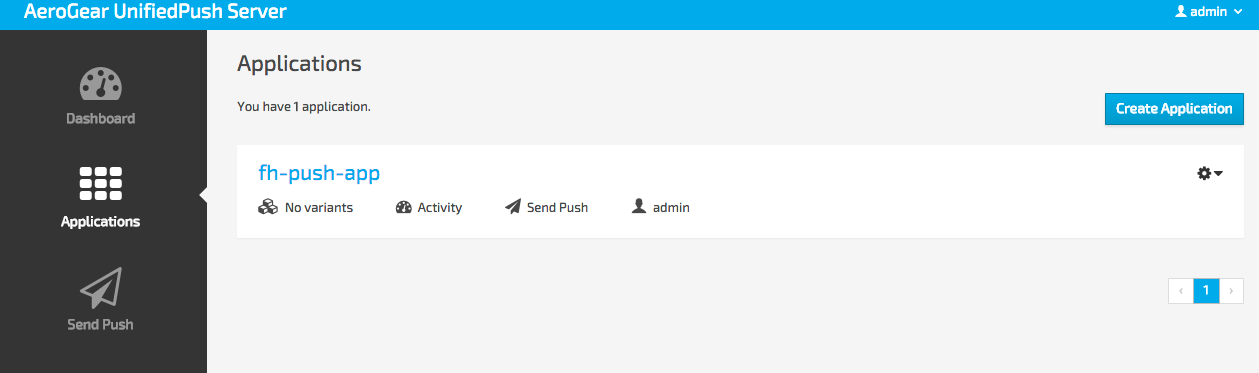 AeroGear UnifiedPush Server
admin
Dashboard
Applications
Send Push
Applications
You have 1 application.
Create Application
fh-push-app
No variants Activity Send Push admin
‹ 1 ›